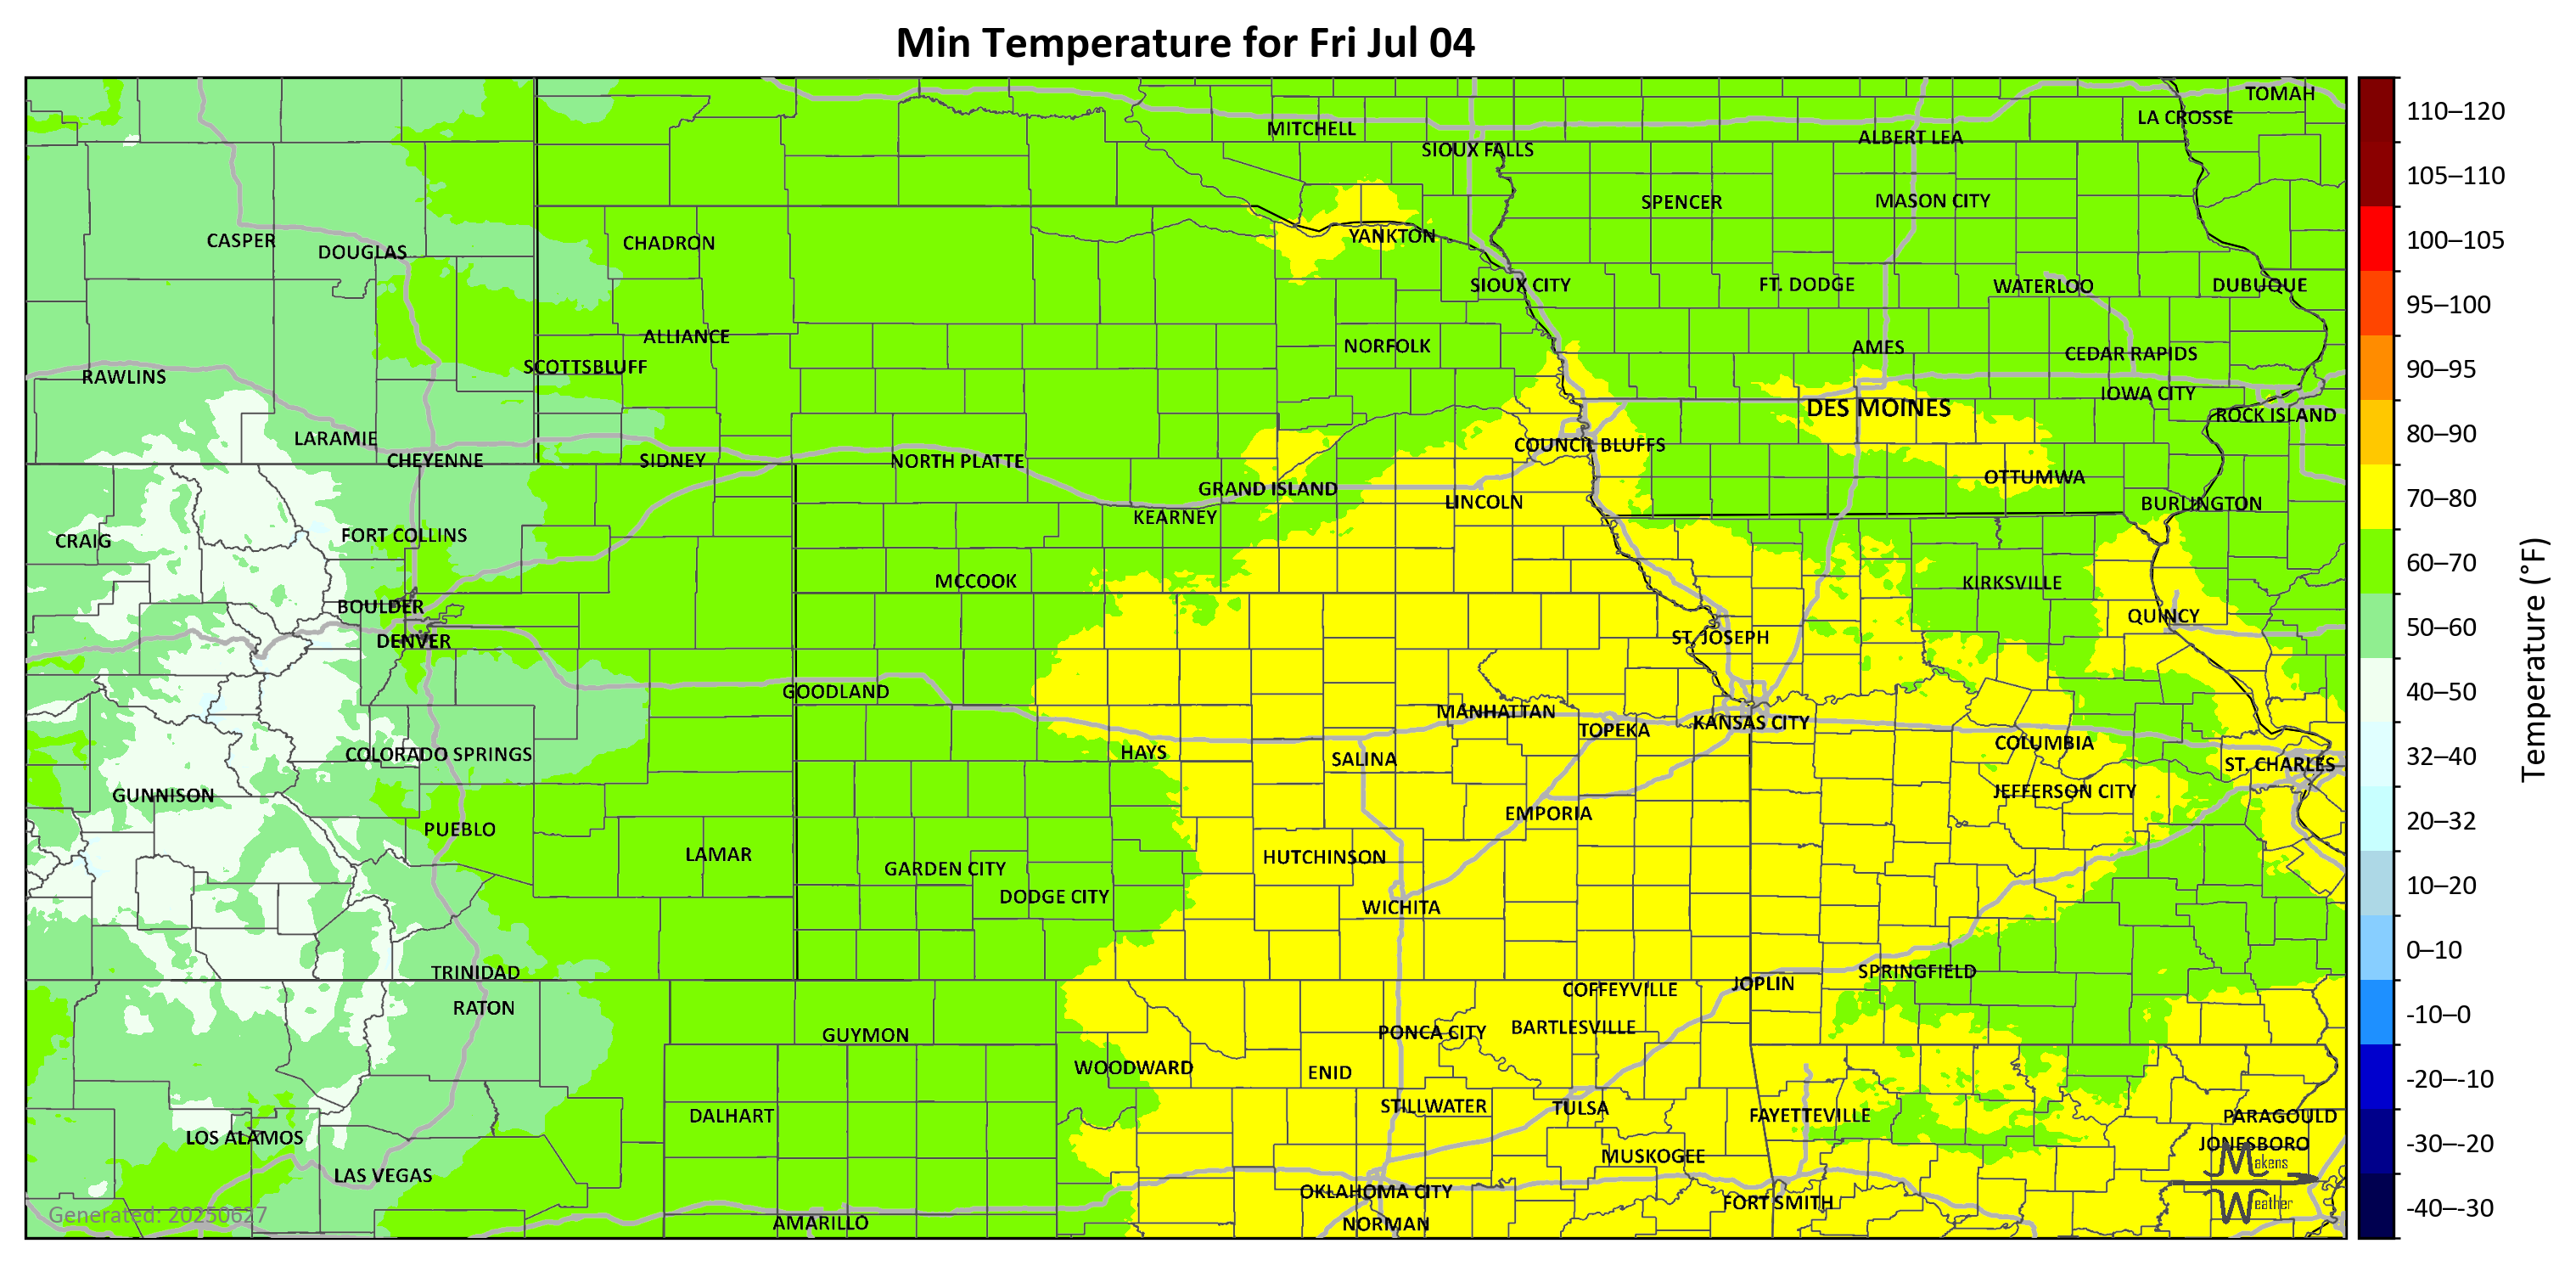 Min Temperature for Fri Jul 04
TOMAH
LA CROSSE
MITCHELL
ALBERT LEA
SIOUX FALLS
SPENCER
MASON CITY
CASPER
DOUGLAS
CHADRON
YANKTON
SIOUX CITY
FT. DODGE
WATERLOO
DUBUQUE
ALLIANCE
NORFOLK
AMES
CEDAR RAPIDS
SCOTTSBLUFF
RAWLINS
IOWA CITY
DES MOINES
ROCK ISLAND
LARAMIE
COUNCIL BLUFFS
CHEYENNE
SIDNEY
NORTH PLATTE
OTTUMWA
GRAND ISLAND
LINCOLN
BURLINGTON
KEARNEY
FORT COLLINS
CRAIG
MCCOOK
KIRKSVILLE
BOULDER
QUINCY
DENVER
ST. JOSEPH
GOODLAND
MANHATTAN
KANSAS CITY
TOPEKA
COLUMBIA
COLORADO SPRINGS
HAYS
SALINA
ST. CHARLES
GUNNISON
JEFFERSON CITY
EMPORIA
PUEBLO
LAMAR
HUTCHINSON
GARDEN CITY
DODGE CITY
WICHITA
TRINIDAD
SPRINGFIELD
JOPLIN
COFFEYVILLE
RATON
GUYMON
PONCA CITY
BARTLESVILLE
WOODWARD
ENID
STILLWATER
TULSA
DALHART
FAYETTEVILLE
PARAGOULD
LOS ALAMOS
JONESBORO
MUSKOGEE
LAS VEGAS
OKLAHOMA CITY
FORT SMITH
AMARILLO
NORMAN
Generated: 20250627
Makens
Weather
110–120
105–110
100–105
95–100
90–95
80–90
70–80
60–70
50–60
40–50
32–40
20–32
10–20
0–10
-10–0
-20–-10
-30–-20
-40–-30
Temperature (°F)